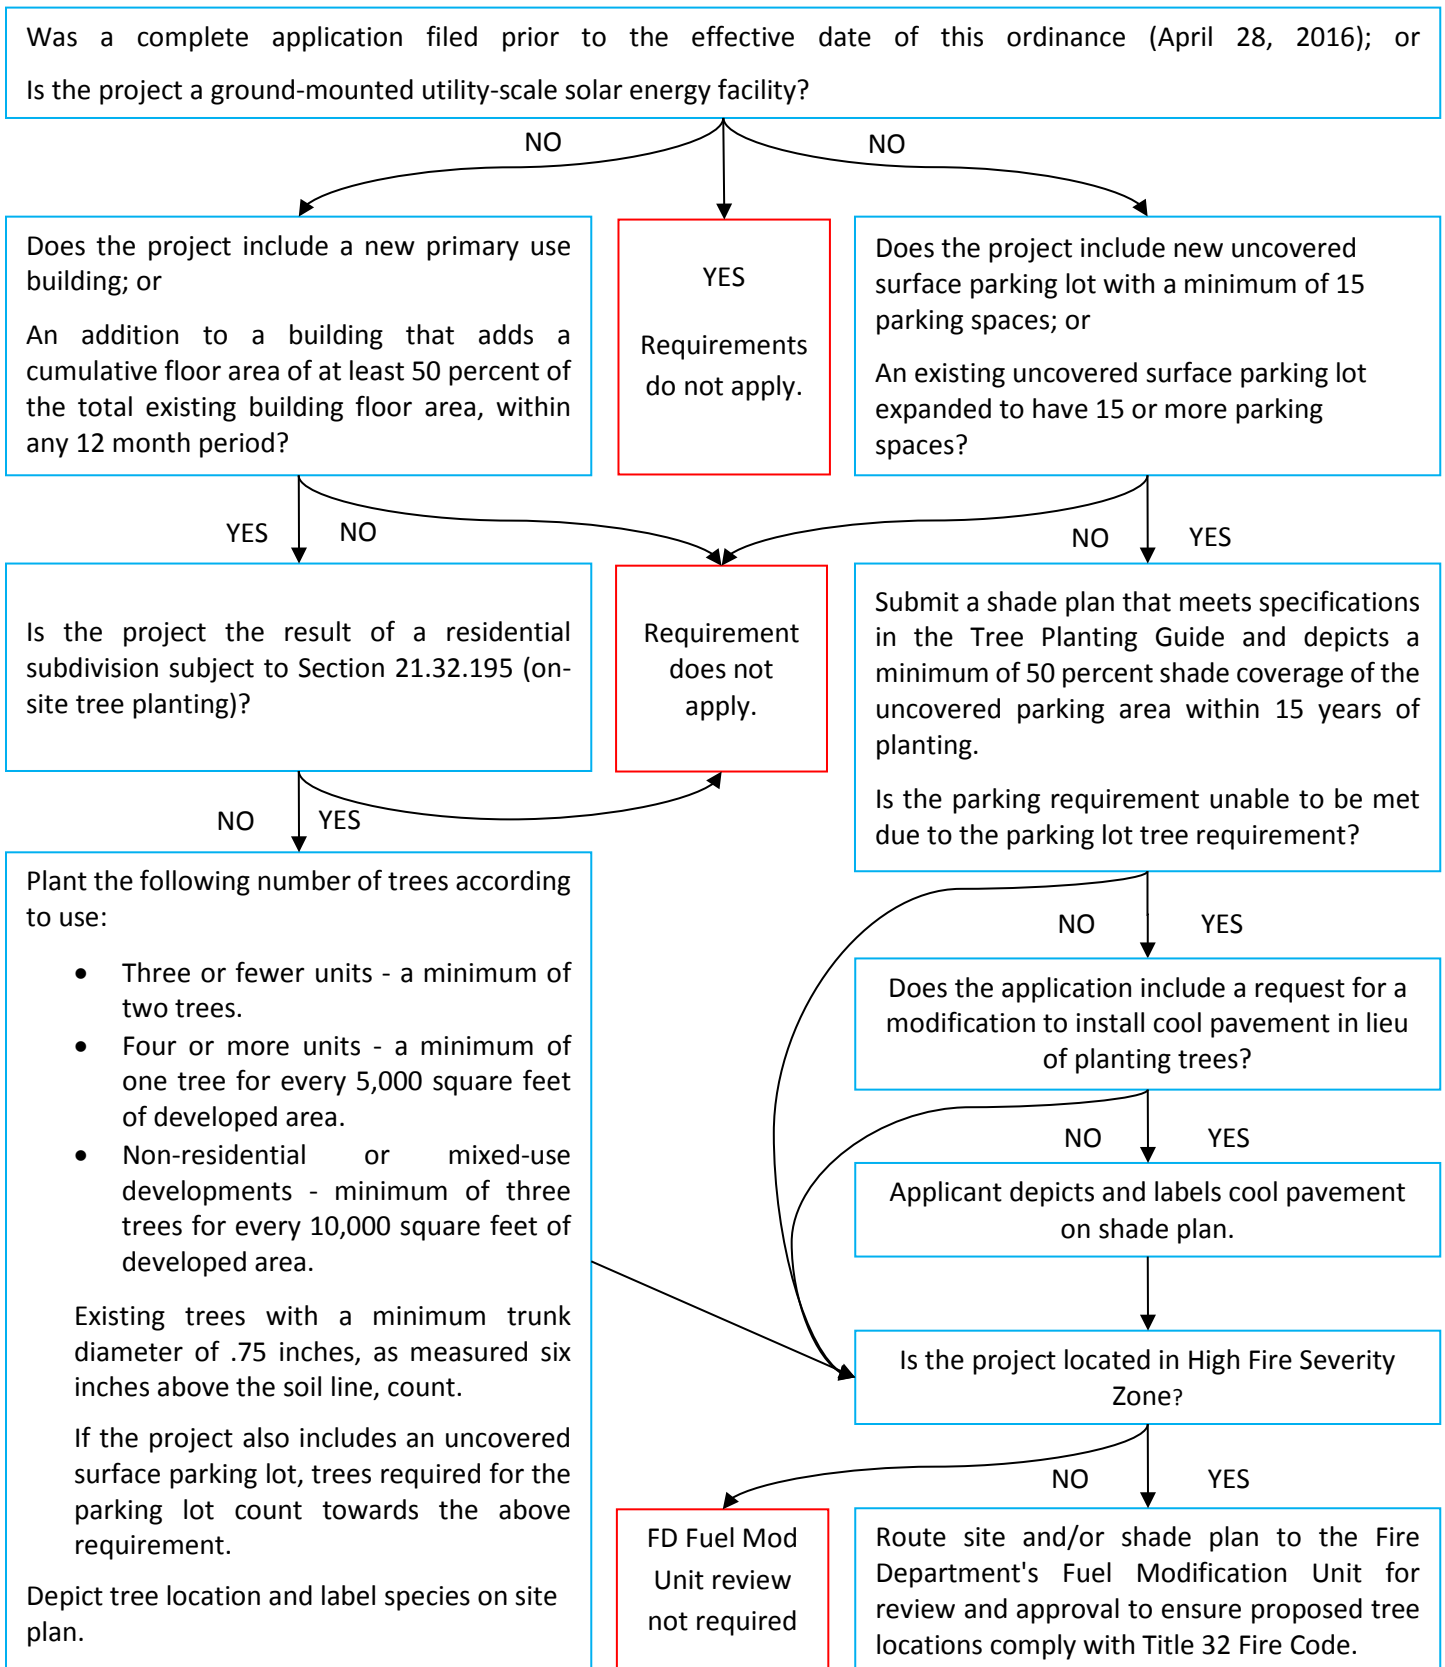 Was a complete application filed prior to the effective date of this ordinance (April 28, 2016); or
Is the project a ground-mounted utility-scale solar energy facility?
NO
NO
Does the project include a new primary use
building; or
An addition to a building that adds a
cumulative floor area of at least 50 percent of
the total existing building floor area, within
any 12 month period?
YES
Requirements
do not apply.
Does the project include new uncovered
surface parking lot with a minimum of 15
parking spaces; or
An existing uncovered surface parking lot
expanded to have 15 or more parking
spaces?
YES
NO
NO
YES
Is the project the result of a residential
subdivision subject to Section 21.32.195 (on-
site tree planting)?
Requirement
does not
apply.
Submit a shade plan that meets specifications
in the Tree Planting Guide and depicts a
minimum of 50 percent shade coverage of the
uncovered parking area within 15 years of
planting.
Is the parking requirement unable to be met
due to the parking lot tree requirement?
NO
YES
Plant the following number of trees according
to use:
• Three or fewer units - a minimum of
two trees.
• Four or more units - a minimum of
one tree for every 5,000 square feet
of developed area.
• Non-residential or mixed-use
developments - minimum of three
trees for every 10,000 square feet of
developed area.
Existing trees with a minimum trunk
diameter of .75 inches, as measured six
inches above the soil line, count.
If the project also includes an uncovered
surface parking lot, trees required for the
parking lot count towards the above
requirement.
Depict tree location and label species on site
plan.
NO
YES
Does the application include a request for a
modification to install cool pavement in lieu
of planting trees?
NO
YES
Applicant depicts and labels cool pavement
on shade plan.
Is the project located in High Fire Severity
Zone?
NO
YES
FD Fuel Mod
Unit review
not required
Route site and/or shade plan to the Fire
Department's Fuel Modification Unit for
review and approval to ensure proposed tree
locations comply with Title 32 Fire Code.